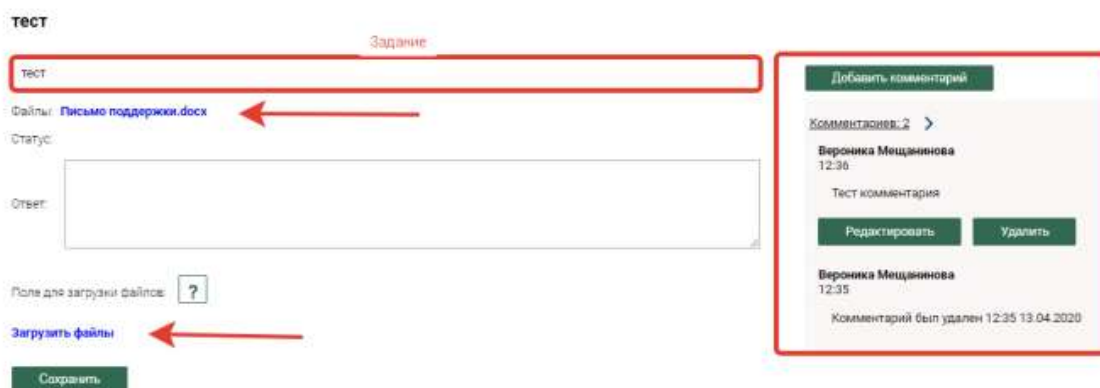 тест
Задание
тест
Файлы: Письмо поддержки.docx
Статус:
Ответ:
Поле для загрузки файлов: ?
Загрузить файлы
Сохранить
Добавить комментарий
Комментариев: 2 >
Вероника Мещанинова
12:36
Тест комментария
Редактировать Удалить
Вероника Мещанинова
12:35
Комментарий был удален 12:35 13.04.2020